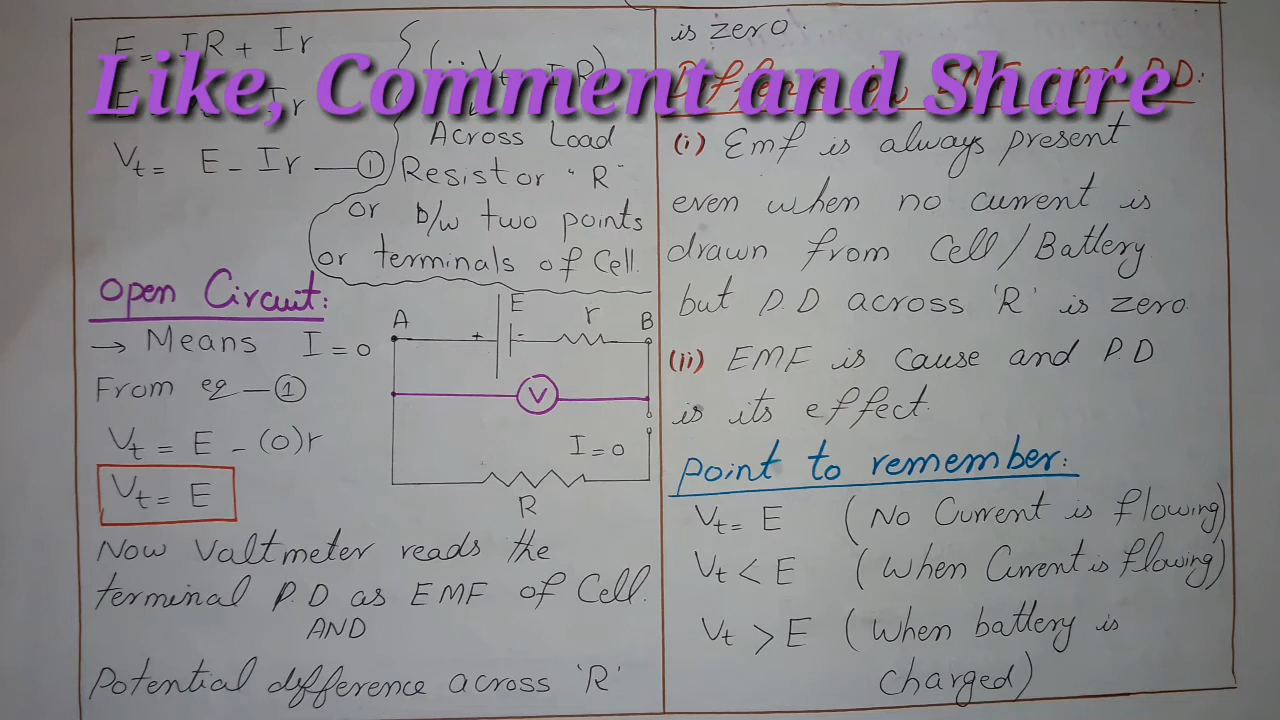 Like, Comment and Share
E = IR + Ir
Ir
Vt = E - Ir — ①
Across Load
Resistor "R"
or b/w two points
or terminals of Cell.
Open Circuit:
→ Means I = 0
From eq — ①
Vt = E - (0)r
Vt = E
A
+
E
-
r
B
V
I = 0
R
Now Valtmeter reads the
terminal P.D as EMF of Cell.
AND
Potential difference across 'R'
is zero.
and P.D:
(i) Emf is always present
even when no current is
drawn from Cell/Battery
but P.D across 'R' is zero.
(ii) EMF is cause and P.D
is its effect.
Point to remember:
Vt = E (No Current is flowing)
Vt < E (When Current is flowing)
Vt > E (When battery is
charged)